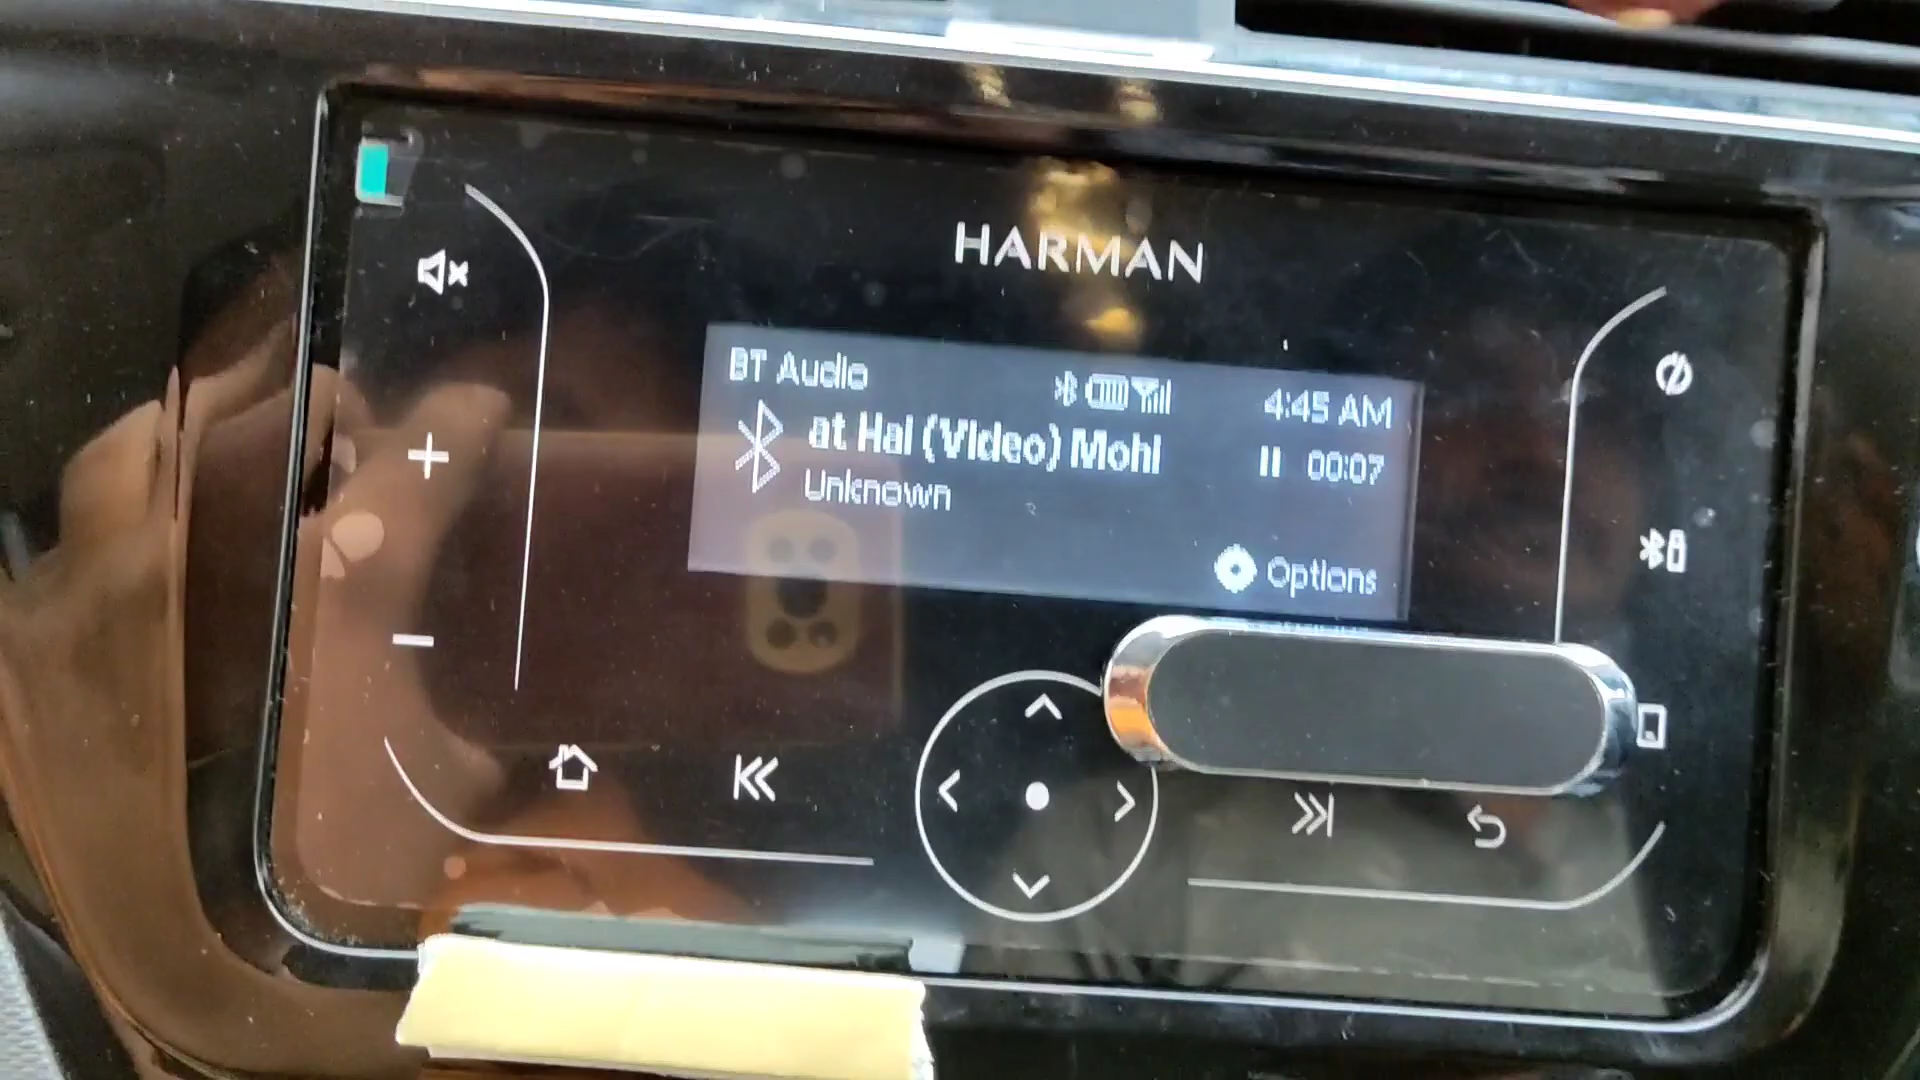 HARMAN
BT Audio 4:45 AM
at Hai (Video) Mohi 00:07
Unknown
Options